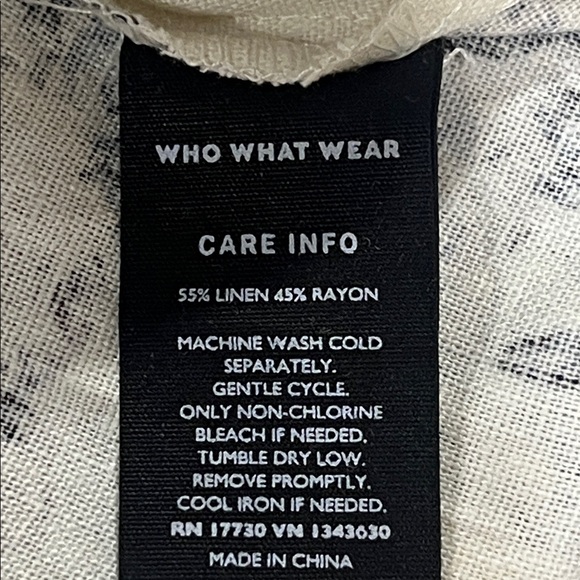 WHO WHAT WEAR
CARE INFO
55% LINEN 45% RAYON
MACHINE WASH COLD
SEPARATELY.
GENTLE CYCLE.
ONLY NON-CHLORINE
BLEACH IF NEEDED.
TUMBLE DRY LOW.
REMOVE PROMPTLY.
COOL IRON IF NEEDED.
RN 17730 VN 1343630
MADE IN CHINA